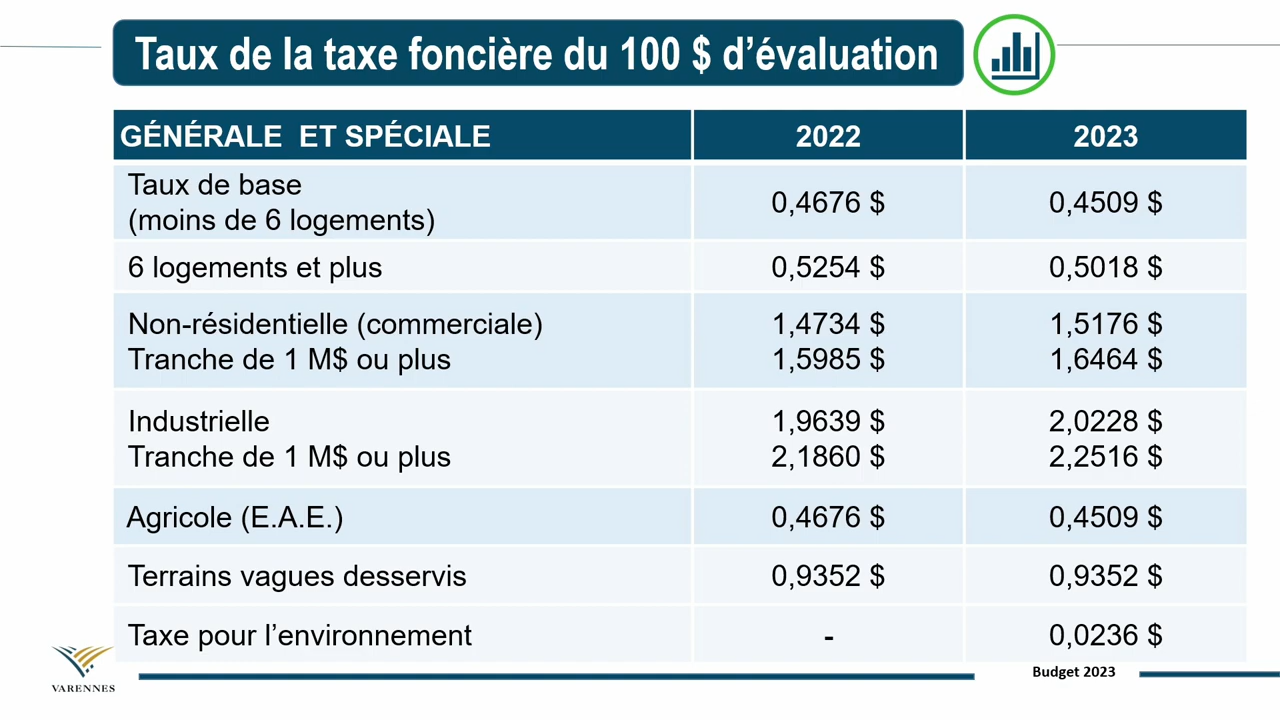 Taux de la taxe foncière du 100 $ d’évaluation
GÉNÉRALE ET SPÉCIALE 2022 2023
Taux de base
(moins de 6 logements) 0,4676 $ 0,4509 $
6 logements et plus 0,5254 $ 0,5018 $
Non-résidentielle (commerciale) 1,4734 $ 1,5176 $
Tranche de 1 M$ ou plus 1,5985 $ 1,6464 $
Industrielle 1,9639 $ 2,0228 $
Tranche de 1 M$ ou plus 2,1860 $ 2,2516 $
Agricole (E.A.E.) 0,4676 $ 0,4509 $
Terrains vagues desservis 0,9352 $ 0,9352 $
Taxe pour l’environnement - 0,0236 $
VARENNES
Budget 2023